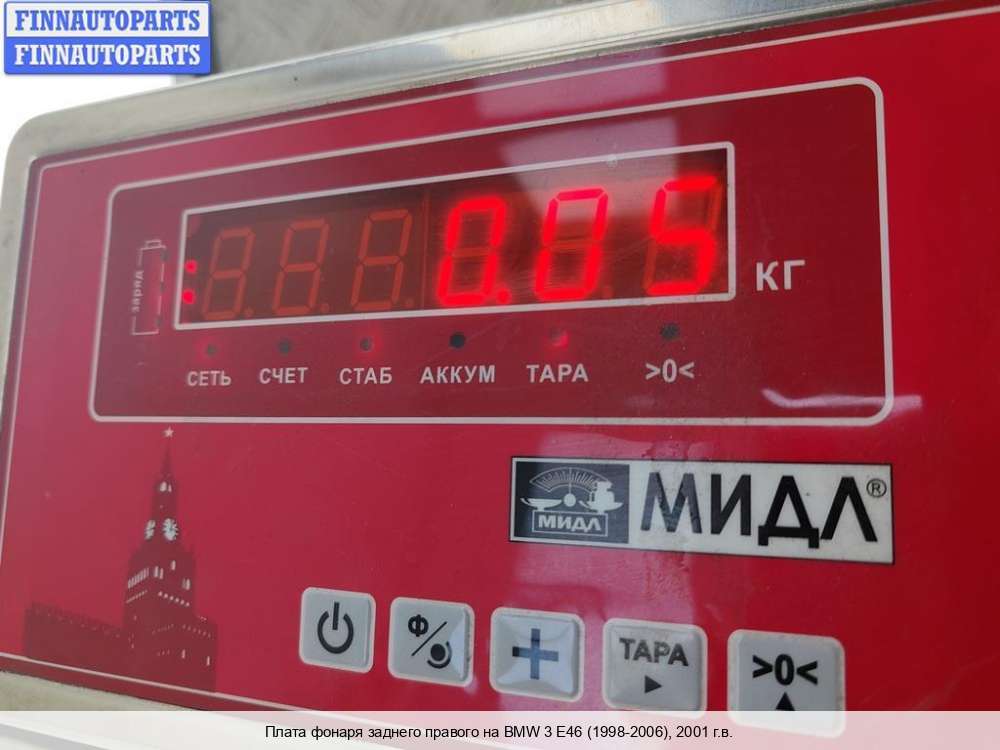 FINNAUTOPARTS
FINNAUTOPARTS
0.05
КГ
заряд
СЕТЬ СЧЕТ СТАБ АККУМ ТАРА >0<
МИДЛ МИДЛ®
Ф
ТАРА
>0<
Плата фонаря заднего правого на BMW 3 E46 (1998-2006), 2001 г.в.